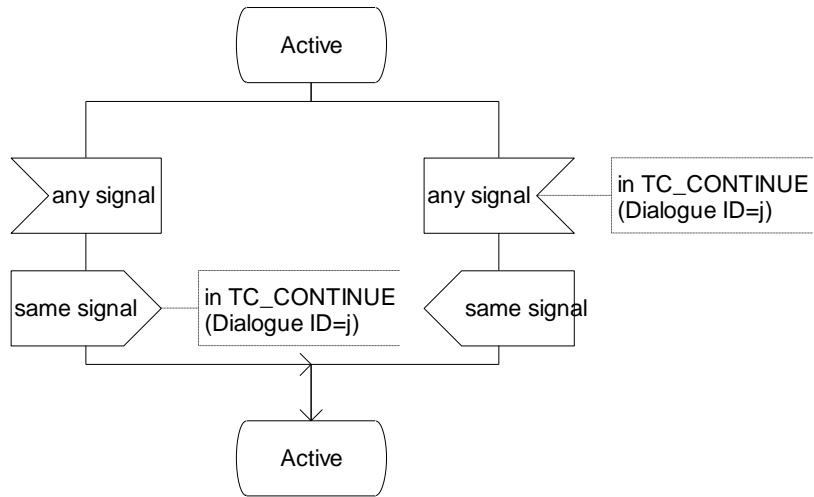 Active
any signal
any signal
in TC_CONTINUE
(Dialogue ID=j)
same signal
in TC_CONTINUE
(Dialogue ID=j)
same signal
Active